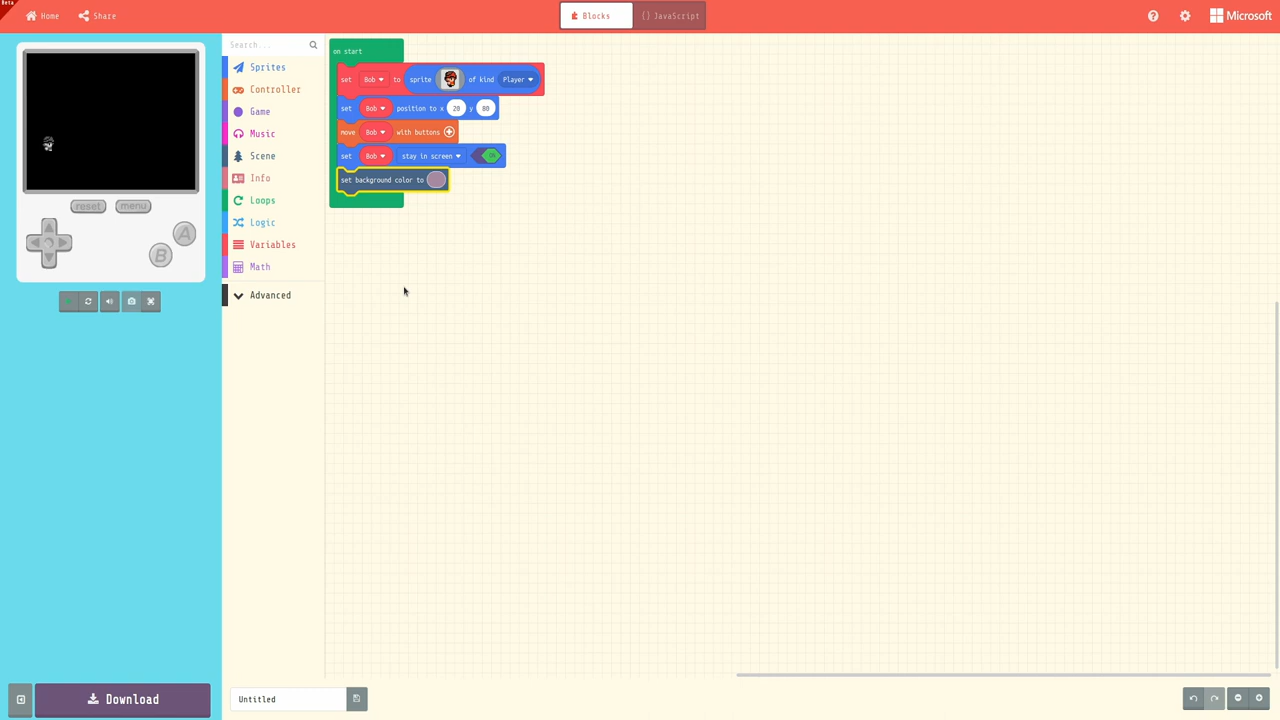 Beta
Home
Share
Blocks
{} JavaScript
Microsoft
reset
menu
A
B
Download
Search...
Sprites
Controller
Game
Music
Scene
Info
Loops
Logic
Variables
Math
Advanced
on start
set Bob to sprite of kind Player
set Bob position to x 20 y 80
move Bob with buttons
set Bob stay in screen
set background color to
Untitled